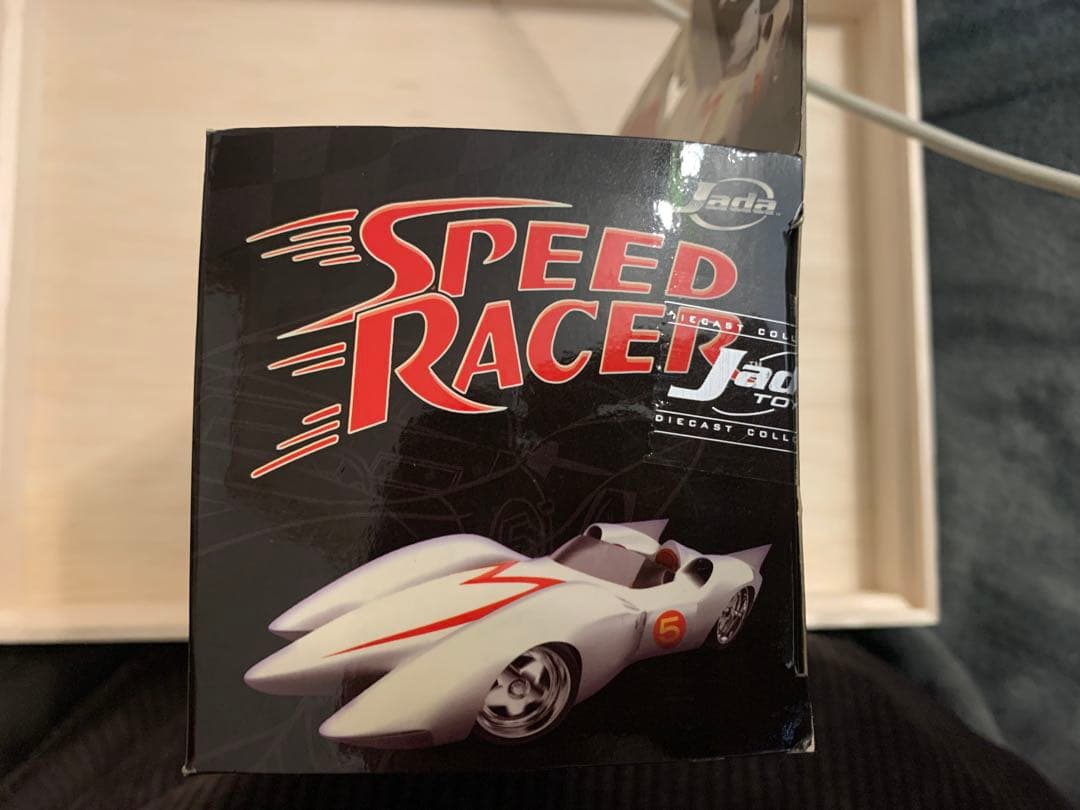 Jada
SPEED
RACER
DIECAST COLL
Jad
TOY
DIECAST COLL
5